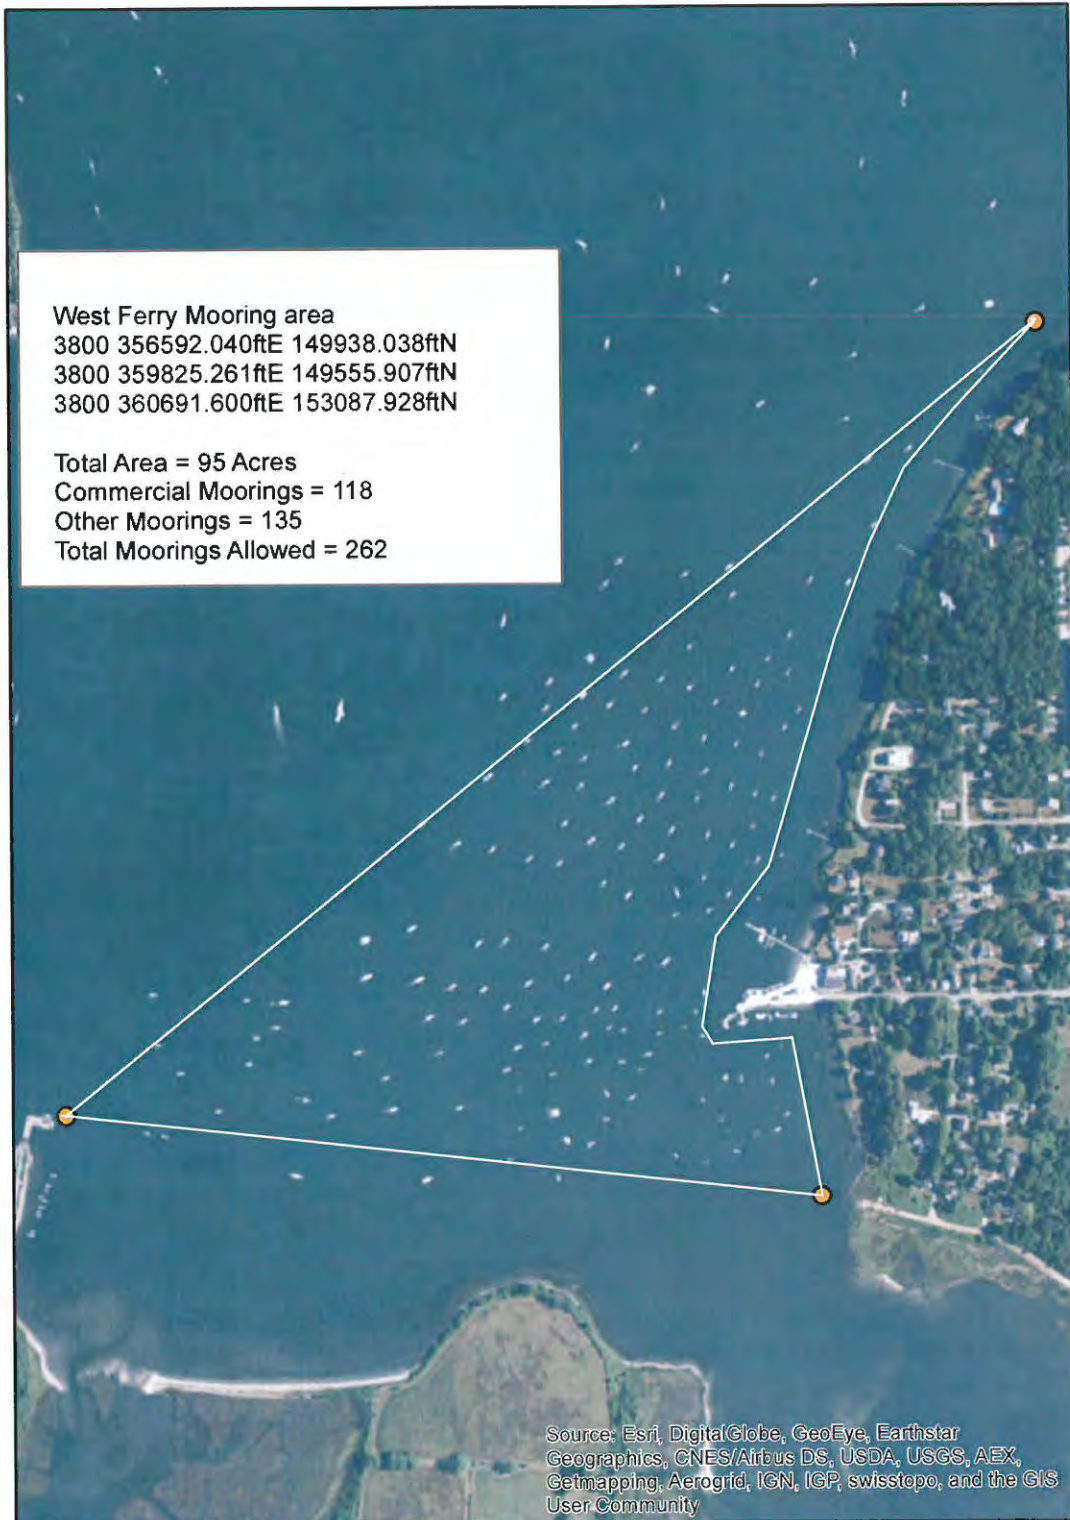 West Ferry Mooring area
3800 356592.040ftE 149938.038ftN
3800 359825.261ftE 149555.907ftN
3800 360691.600ftE 153087.928ftN
Total Area = 95 Acres
Commercial Moorings = 118
Other Moorings = 135
Total Moorings Allowed = 262
Source: Esri, DigitalGlobe, GeoEye, Earthstar
Geographics, CNES/Airbus DS, USDA, USGS, AEX,
Getmapping, Aerogrid, IGN, IGP, swisstopo, and the GIS
User Community